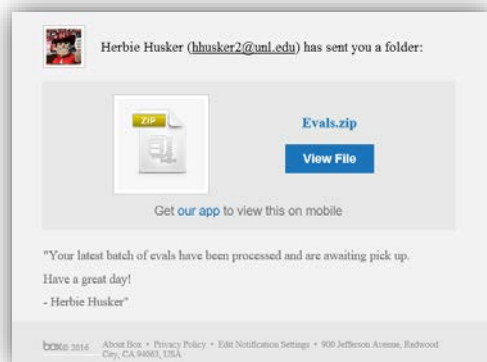 Herbie Husker (hhusker2@unl.edu) has sent you a folder:
ZIP
Evals.zip
View File
Get our app to view this on mobile
"Your latest batch of evals have been processed and are awaiting pick up.
Have a great day!
- Herbie Husker"
box © 2016 About Box • Privacy Policy • Edit Notification Settings • 900 Jefferson Avenue, Redwood
City, CA 94063, USA